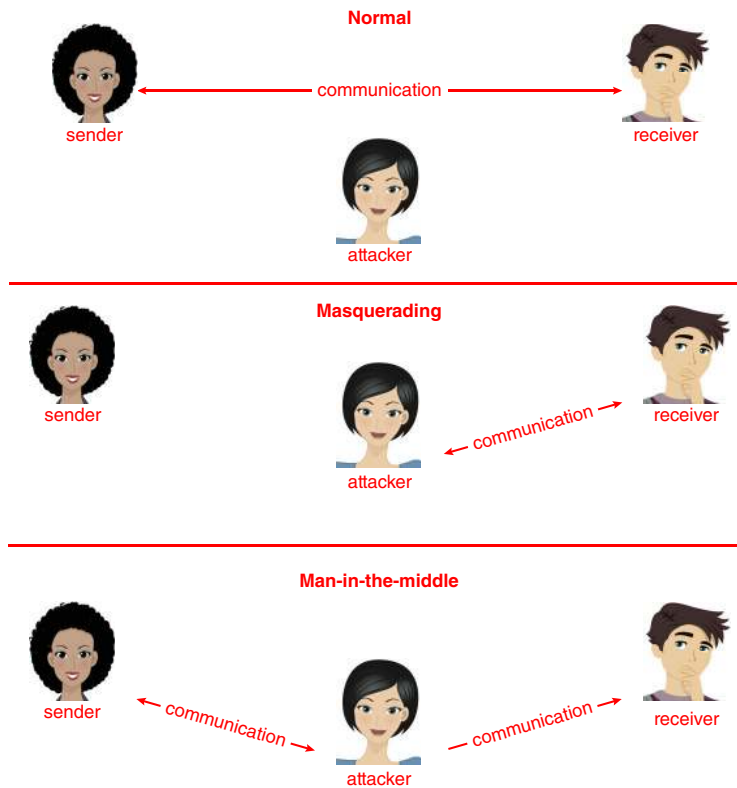 Normal
communication
sender
receiver
attacker
Masquerading
communication
sender
receiver
attacker
Man-in-the-middle
communication
communication
sender
receiver
attacker